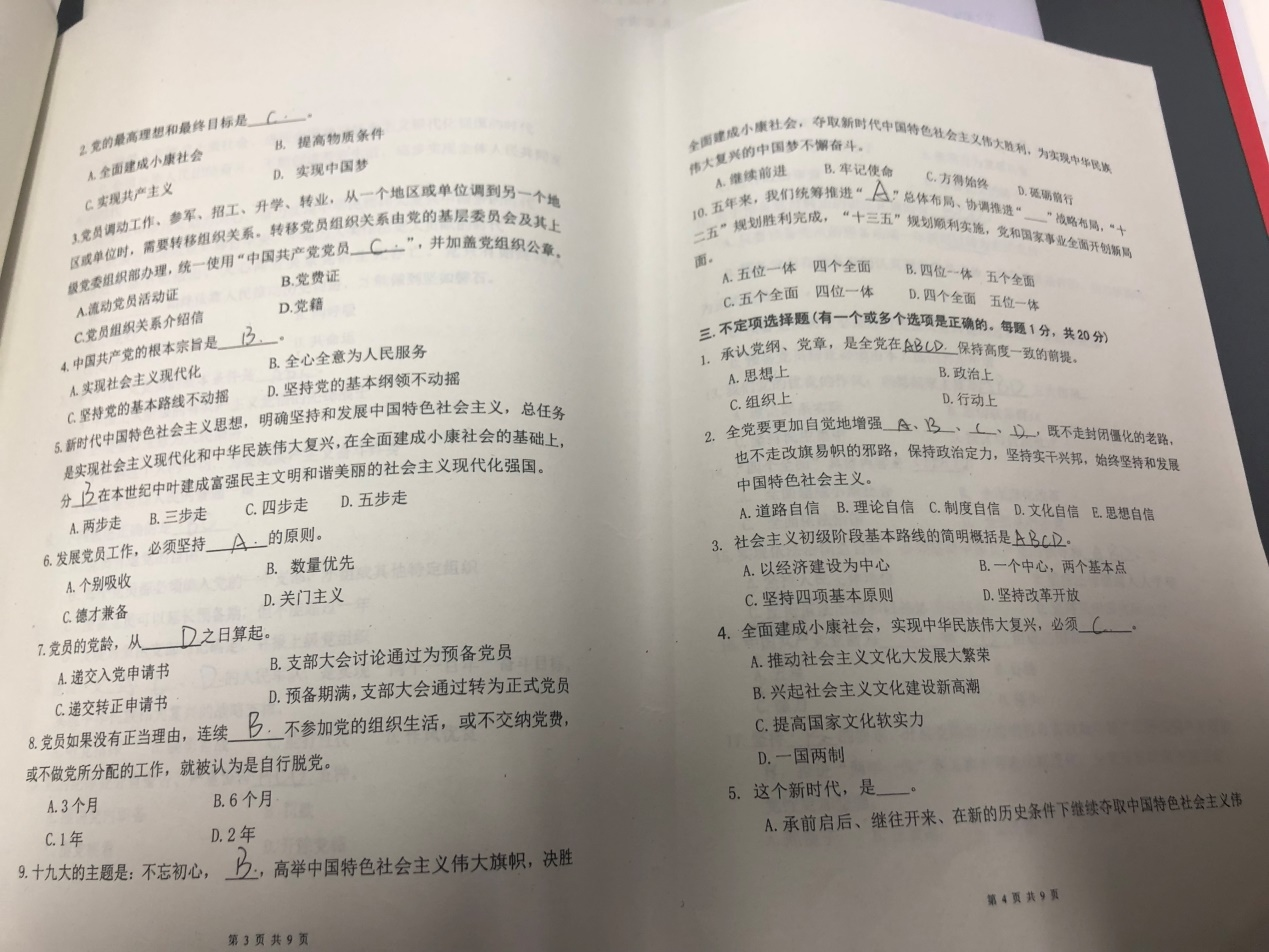 2.党的最高理想和最终目标是 C. 。
A.全面建成小康社会 B. 提高物质条件
C.实现共产主义 D. 实现中国梦
3.党员调动工作、参军、招工、升学、转业，从一个地区或单位调到另一个地
区或单位时，需要转移组织关系。转移党员组织关系由党的基层委员会及其上
级党委组织部办理，统一使用“中国共产党党员 C. ”，并加盖党组织公章。
A.流动党员活动证 B.党费证
C.党员组织关系介绍信 D.党籍
4.中国共产党的根本宗旨是 B. 。
A.实现社会主义现代化 B.全心全意为人民服务
C.坚持党的基本路线不动摇 D.坚持党的基本纲领不动摇
5.新时代中国特色社会主义思想，明确坚持和发展中国特色社会主义，总任务
是实现社会主义现代化和中华民族伟大复兴，在全面建成小康社会的基础上，
分 B 在本世纪中叶建成富强民主文明和谐美丽的社会主义现代化强国。
A.两步走 B.三步走 C.四步走 D.五步走
6.发展党员工作，必须坚持 A. 的原则。
A.个别吸收 B. 数量优先
C.德才兼备 D.关门主义
7.党员的党龄，从 D 之日算起。
A.递交入党申请书 B.支部大会讨论通过为预备党员
C.递交转正申请书 D.预备期满,支部大会通过转为正式党员
8.党员如果没有正当理由，连续 B. 不参加党的组织生活，或不交纳党费，
或不做党所分配的工作，就被认为是自行脱党。
A.3个月 B.6个月
C.1年 D.2年
9.十九大的主题是：不忘初心， B. ，高举中国特色社会主义伟大旗帜，决胜
第3页共9页
全面建成小康社会，夺取新时代中国特色社会主义伟大胜利，为实现中华民族
伟大复兴的中国梦不懈奋斗。
A.继续前进 B.牢记使命 C.方得始终 D.砥砺前行
10.五年来，我们统筹推进“ A ”总体布局、协调推进“____”战略布局，“十
二五”规划胜利完成，“十三五”规划顺利实施，党和国家事业全面开创新局
面。
A.五位一体 四个全面 B.四位一体 五个全面
C.五个全面 四位一体 D.四个全面 五位一体
三.不定项选择题(有一个或多个选项是正确的。每题1分，共20分)
1. 承认党纲、党章，是全党在 ABCD. 保持高度一致的前提。
A.思想上 B.政治上
C.组织上 D.行动上
2. 全党要更加自觉地增强 A、B、C、D ，既不走封闭僵化的老路，
也不走改旗易帜的邪路，保持政治定力，坚持实干兴邦，始终坚持和发展
中国特色社会主义。
A.道路自信 B.理论自信 C.制度自信 D.文化自信 E.思想自信
3. 社会主义初级阶段基本路线的简明概括是 ABCD 。
A.以经济建设为中心 B.一个中心，两个基本点
C.坚持四项基本原则 D.坚持改革开放
4. 全面建成小康社会，实现中华民族伟大复兴，必须 C. 。
A.推动社会主义文化大发展大繁荣
B.兴起社会主义文化建设新高潮
C.提高国家文化软实力
D.一国两制
5. 这个新时代，是____。
A.承前启后、继往开来、在新的历史条件下继续夺取中国特色社会主义伟
第4页共9页